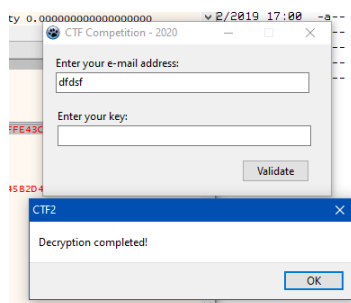 ty 0.000000000000000000
2/2019 17:00 -a--
CTF Competition - 2020
Enter your e-mail address:
dfdsf
Enter your key:
FFE43C
Validate
45B2D4
CTF2
Decryption completed!
OK